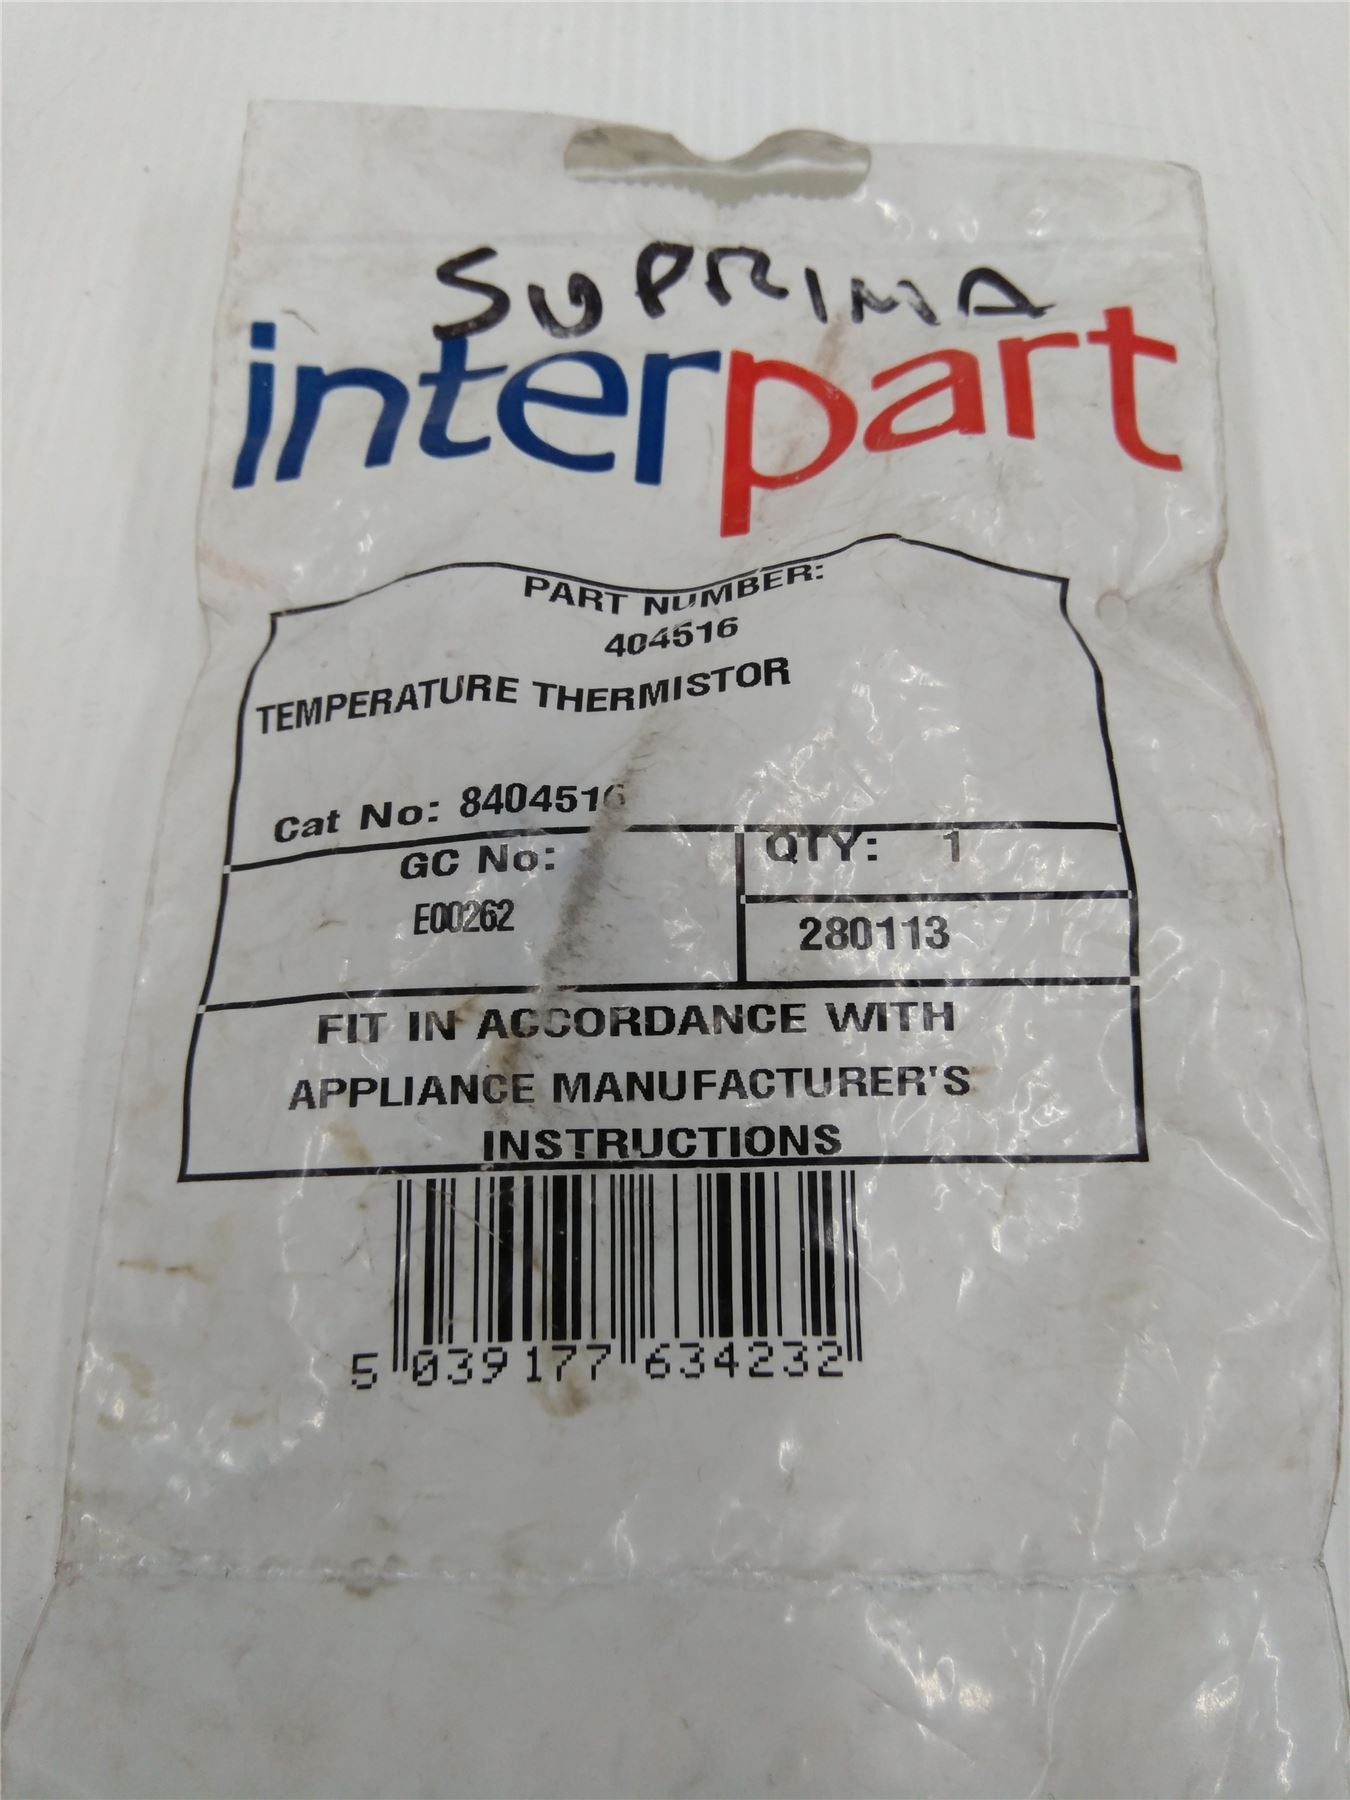 SUPRIMA
interpart
PART NUMBER:
404516
TEMPERATURE THERMISTOR
Cat No: 8404516
GC No:
E00262
QTY: 1
280113
FIT IN ACCORDANCE WITH
APPLIANCE MANUFACTURER'S
INSTRUCTIONS
5 039177 634232